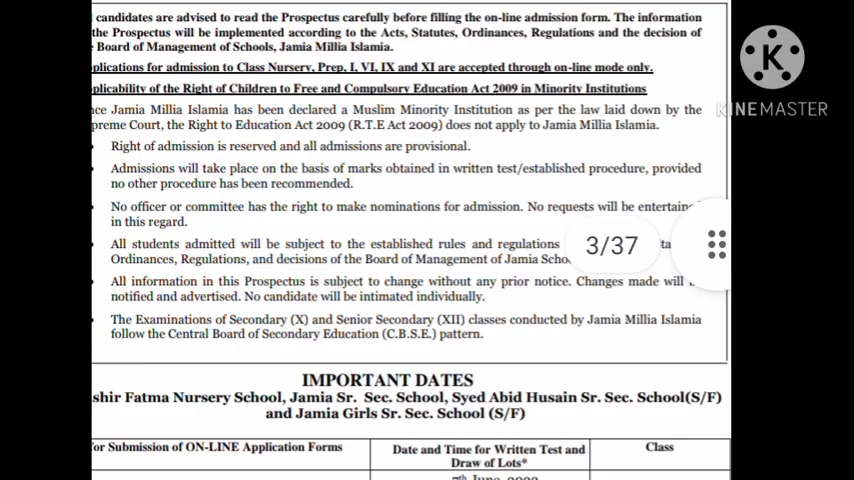 candidates are advised to read the Prospectus carefully before filling the on-line admission form. The information
the Prospectus will be implemented according to the Acts, Statutes, Ordinances, Regulations and the decision of
Board of Management of Schools, Jamia Millia Islamia.
plications for admission to Class Nursery, Prep, I, VI, IX and XI are accepted through on-line mode only.
plicability of the Right of Children to Free and Compulsory Education Act 2009 in Minority Institutions
nce Jamia Millia Islamia has been declared a Muslim Minority Institution as per the law laid down by the
preme Court, the Right to Education Act 2009 (R.T.E Act 2009) does not apply to Jamia Millia Islamia.
• Right of admission is reserved and all admissions are provisional.
• Admissions will take place on the basis of marks obtained in written test/established procedure, provided
no other procedure has been recommended.
• No officer or committee has the right to make nominations for admission. No requests will be entertained
in this regard.
• All students admitted will be subject to the established rules and regulations
Ordinances, Regulations, and decisions of the Board of Management of Jamia
• All information in this Prospectus is subject to change without any prior notice. Changes made will
notified and advertised. No candidate will be intimated individually.
• The Examinations of Secondary (X) and Senior Secondary (XII) classes conducted by Jamia Millia Islamia
follow the Central Board of Secondary Education (C.B.S.E.) pattern.
3/37
K
KINEMASTER
IMPORTANT DATES
shir Fatma Nursery School, Jamia Sr. Sec. School, Syed Abid Husain Sr. Sec. School(S/F)
and Jamia Girls Sr. Sec. School (S/F)
for Submission of ON-LINE Application Forms
Date and Time for Written Test and
Draw of Lots*
Class